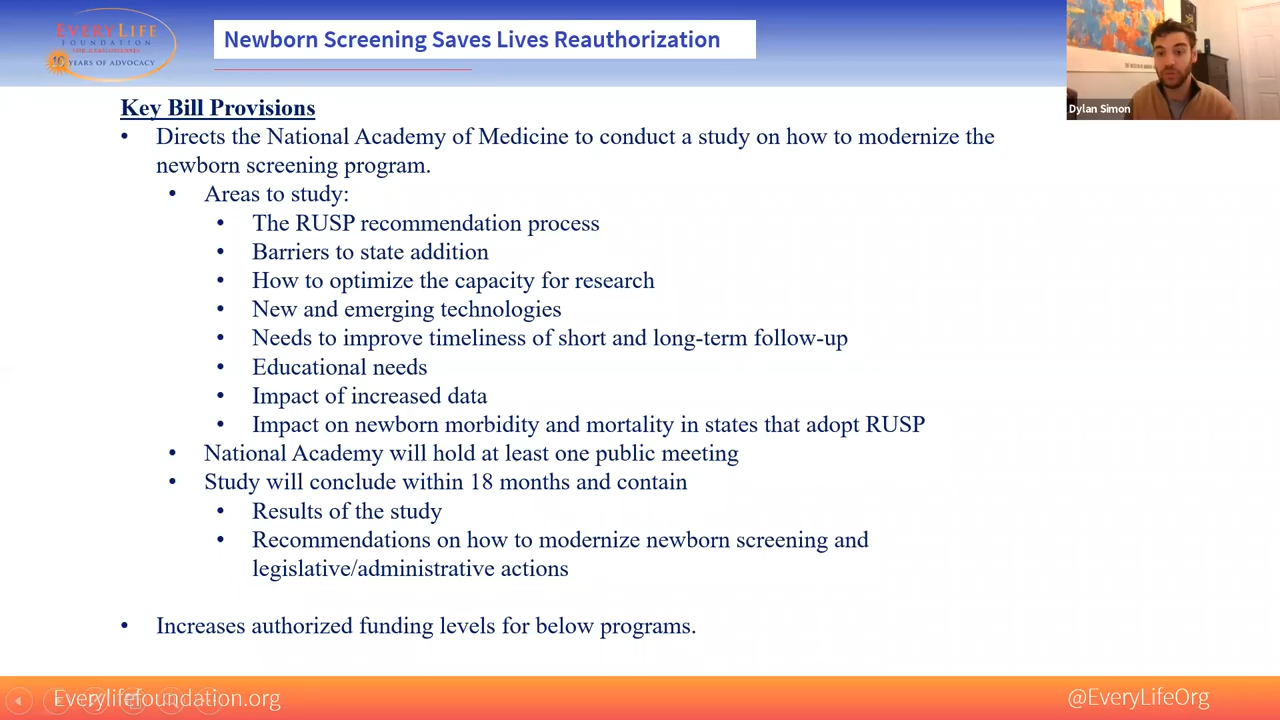 EVERYLIFE
FOUNDATION
10 YEARS OF ADVOCACY
Newborn Screening Saves Lives Reauthorization
Dylan Simon
Key Bill Provisions
• Directs the National Academy of Medicine to conduct a study on how to modernize the
newborn screening program.
• Areas to study:
• The RUSP recommendation process
• Barriers to state addition
• How to optimize the capacity for research
• New and emerging technologies
• Needs to improve timeliness of short and long-term follow-up
• Educational needs
• Impact of increased data
• Impact on newborn morbidity and mortality in states that adopt RUSP
• National Academy will hold at least one public meeting
• Study will conclude within 18 months and contain
• Results of the study
• Recommendations on how to modernize newborn screening and
legislative/administrative actions
• Increases authorized funding levels for below programs.
Everylifefoundation.org
@EveryLifeOrg